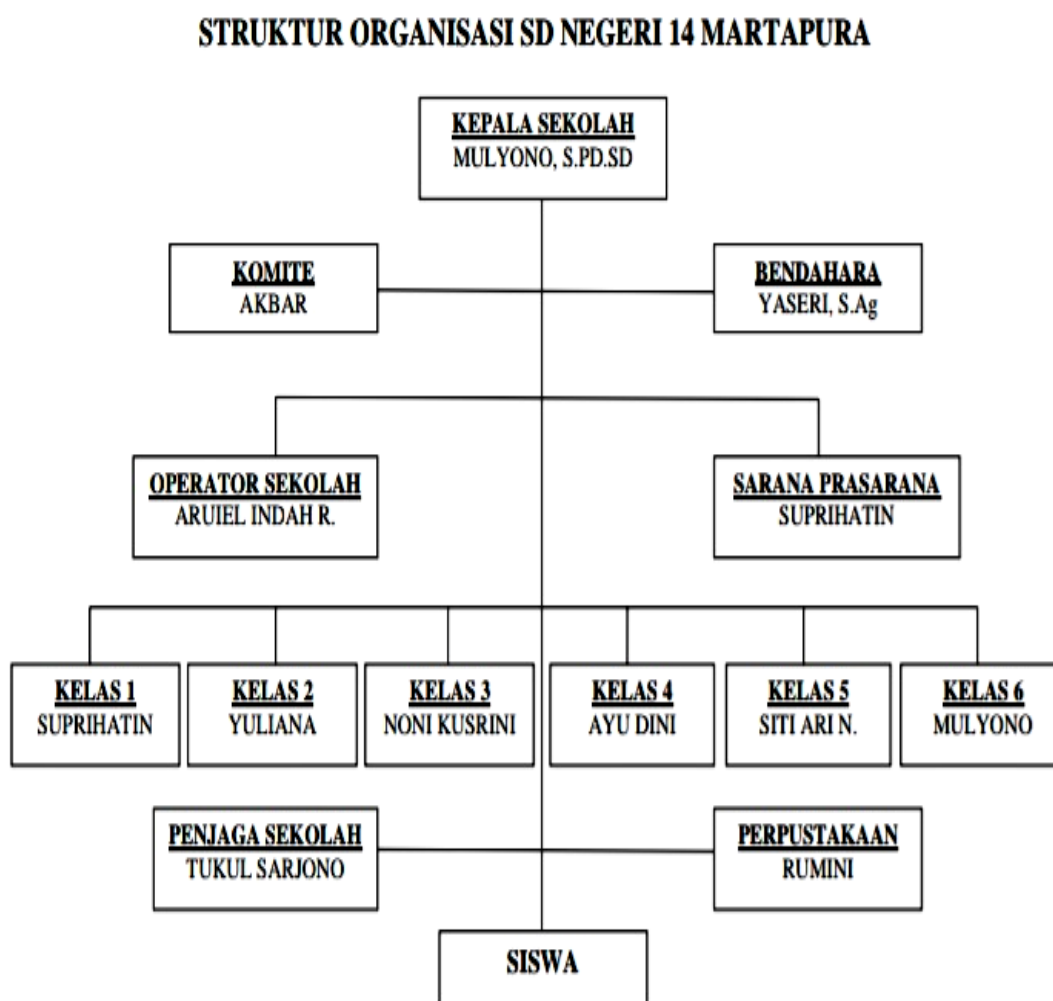 STRUKTUR ORGANISASI SD NEGERI 14 MARTAPURA
KEPALA SEKOLAH
MULYONO, S.PD.SD
KOMITE
AKBAR
BENDAHARA
YASERI, S.Ag
OPERATOR SEKOLAH
ARUIEL INDAH R.
SARANA PRASARANA
SUPRIHATIN
KELAS 1
SUPRIHATIN
KELAS 2
YULIANA
KELAS 3
NONI KUSRINI
KELAS 4
AYU DINI
KELAS 5
SITI ARI N.
KELAS 6
MULYONO
PENJAGA SEKOLAH
TUKUL SARJONO
PERPUSTAKAAN
RUMINI
SISWA